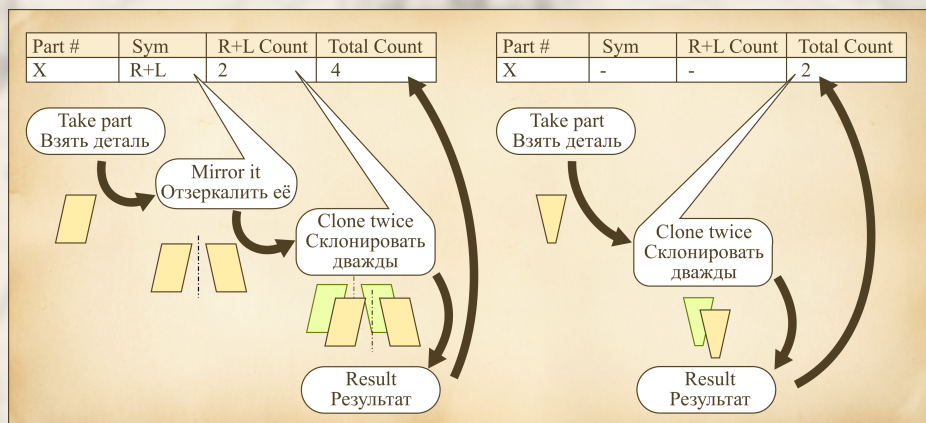 Part # Sym R+L Count Total Count
X R+L 2 4
Take part
Взять деталь
Mirror it
Отзеркалить её
Clone twice
Склонировать
дважды
Result
Результат
Part # Sym R+L Count Total Count
X - - 2
Take part
Взять деталь
Clone twice
Склонировать
дважды
Result
Результат